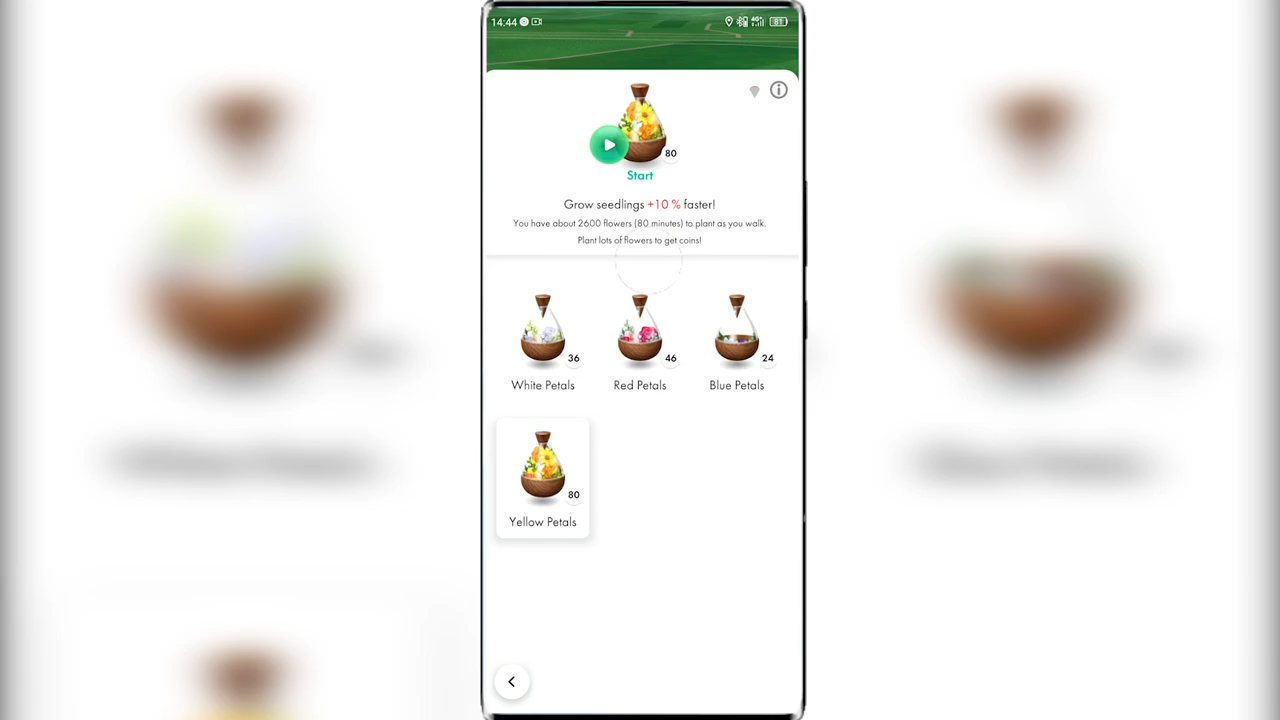 14:44
4G
81
80
Start
Grow seedlings +10 % faster!
You have about 2600 flowers (80 minutes) to plant as you walk.
Plant lots of flowers to get coins!
36
46
24
White Petals
Red Petals
Blue Petals
80
Yellow Petals